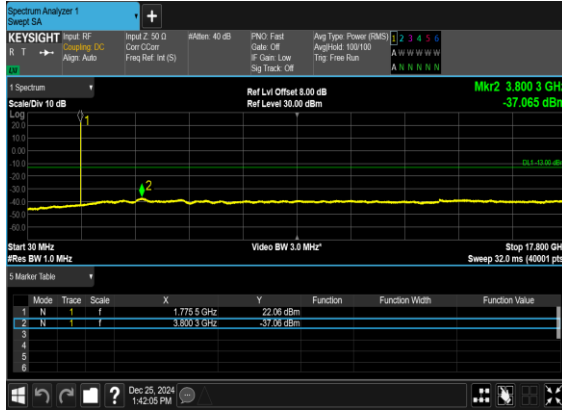 Spectrum Analyzer 1
Swept SA
+
KEYSIGHT
R T
Input: RF
Coupling: DC
Align: Auto
Input Z: 50 Ω
Corr CCorr
Freq Ref: Int (S)
#Atten: 40 dB
PNO: Fast
Gate: Off
IF Gain: Low
Sig Track: Off
Avg Type: Power (RMS)
Avg|Hold: 100/100
Trig: Free Run
1 2 3 4 5 6
A W W W W W
A N N N N N
1 Spectrum
Scale/Div 10 dB
Ref Lvl Offset 8.00 dB
Ref Level 30.00 dBm
Mkr2 3.800 3 GHz
-37.065 dBm
Log
20.0
10.0
0.00
-10.0
-20.0
-30.0
-40.0
-50.0
-60.0
1
2
DL1 -13.00 dBm
Start 30 MHz
#Res BW 1.0 MHz
Video BW 3.0 MHz*
Stop 17.800 GHz
Sweep 32.0 ms (40001 pts
5 Marker Table
Mode Trace Scale X Y Function Function Width Function Value
1 N 1 f 1.775 5 GHz 22.06 dBm
2 N 1 f 3.800 3 GHz -37.06 dBm
3
4
5
6
?
Dec 25, 2024
1:42:05 PM